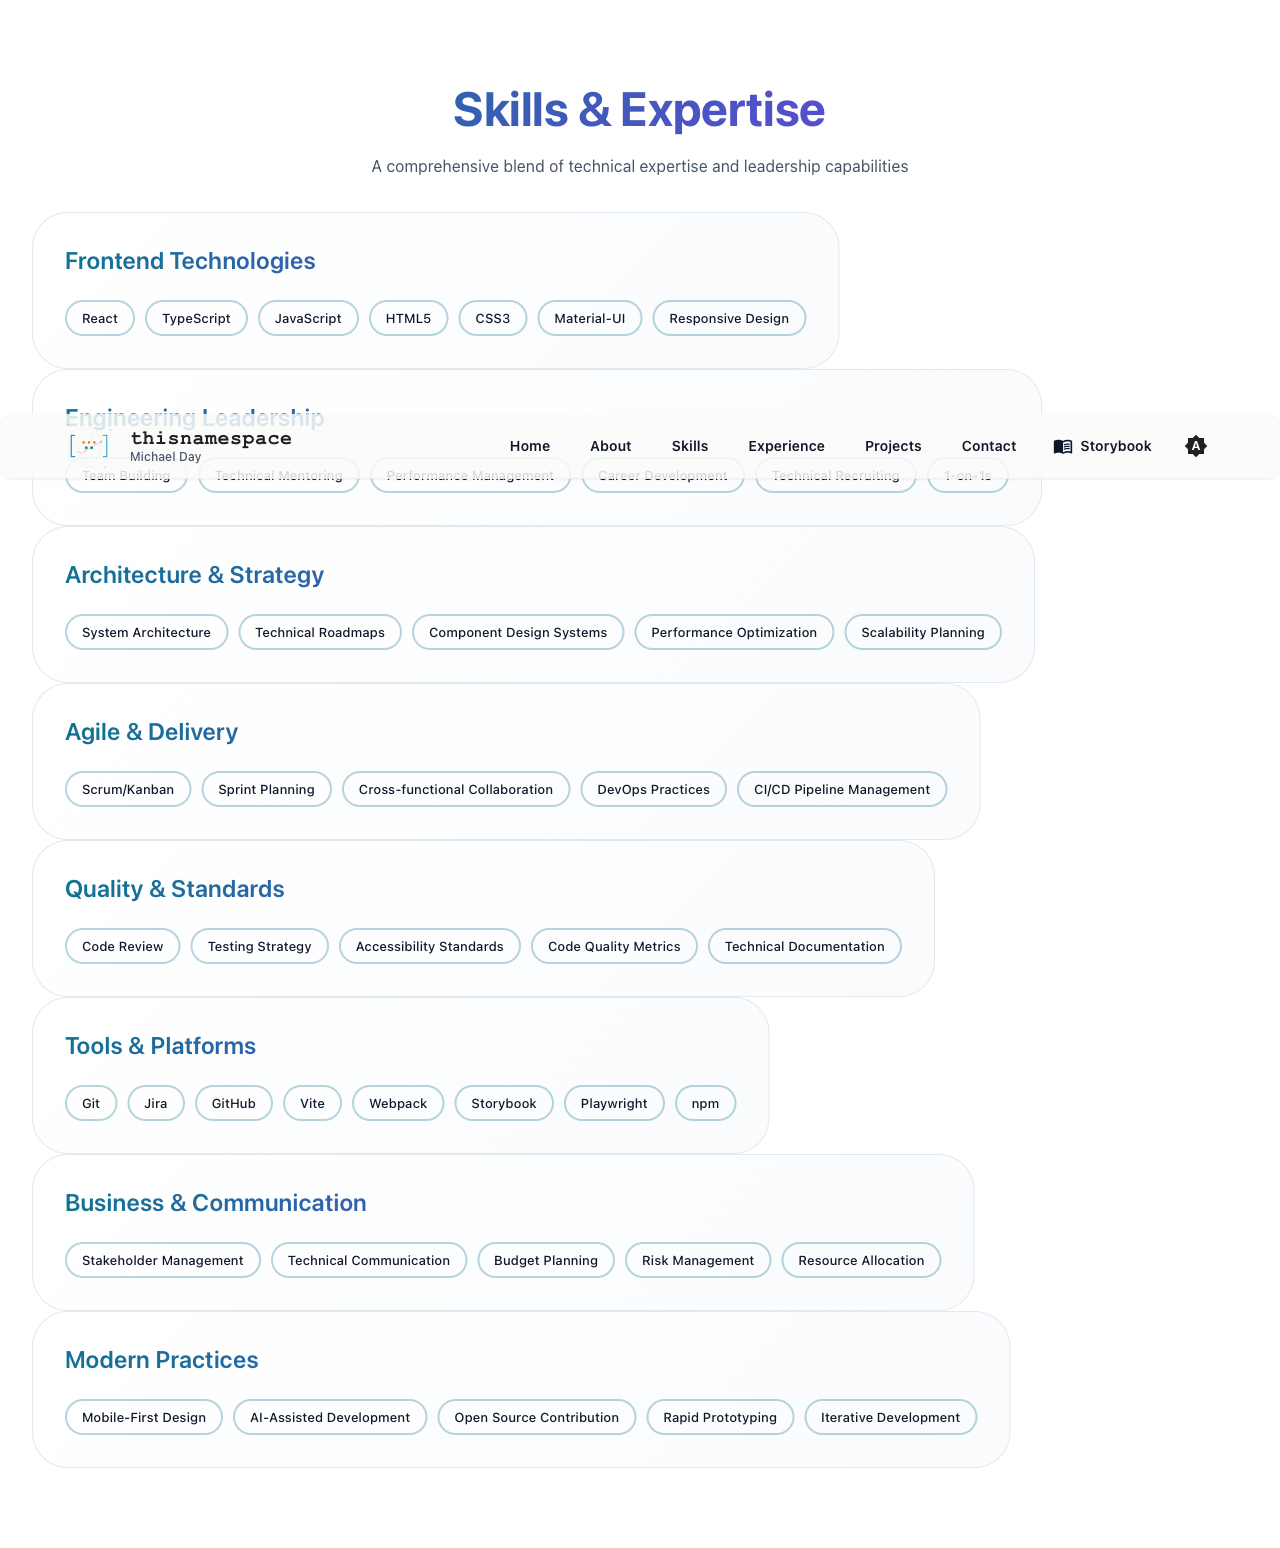 Skills & Expertise
A comprehensive blend of technical expertise and leadership capabilities
Frontend Technologies
React TypeScript JavaScript HTML5 CSS3 Material-UI Responsive Design
Engineering Leadership
thisnamespace
Michael Day
Home About Skills Experience Projects Contact Storybook A
Team Building Technical Mentoring Performance Management Career Development Technical Recruiting 1-on-1s
Architecture & Strategy
System Architecture Technical Roadmaps Component Design Systems Performance Optimization Scalability Planning
Agile & Delivery
Scrum/Kanban Sprint Planning Cross-functional Collaboration DevOps Practices CI/CD Pipeline Management
Quality & Standards
Code Review Testing Strategy Accessibility Standards Code Quality Metrics Technical Documentation
Tools & Platforms
Git Jira GitHub Vite Webpack Storybook Playwright npm
Business & Communication
Stakeholder Management Technical Communication Budget Planning Risk Management Resource Allocation
Modern Practices
Mobile-First Design AI-Assisted Development Open Source Contribution Rapid Prototyping Iterative Development